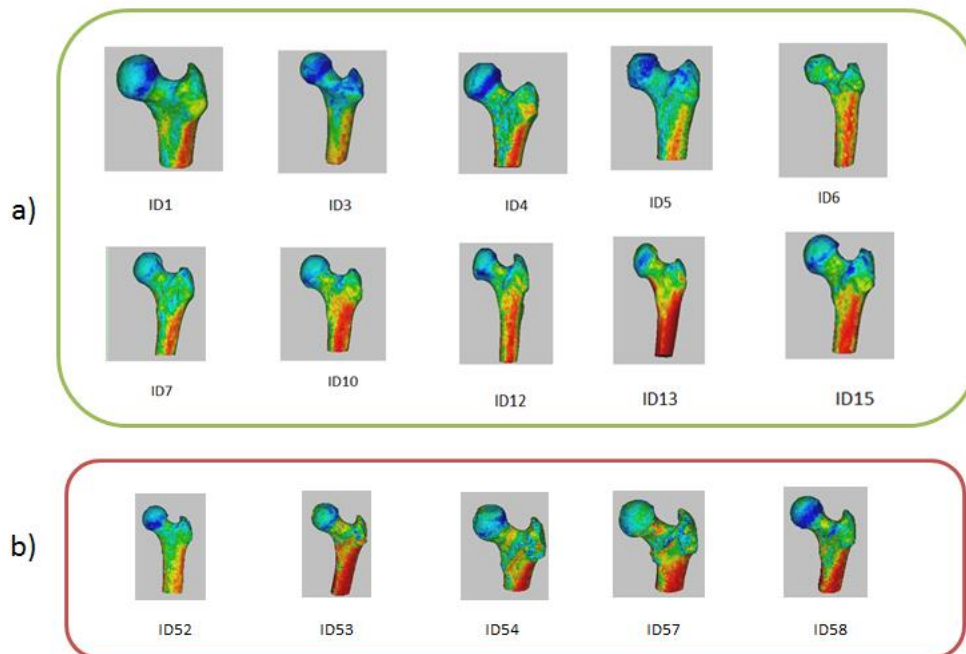 a)
ID1 ID3 ID4 ID5 ID6
ID7 ID10 ID12 ID13 ID15
b)
ID52 ID53 ID54 ID57 ID58